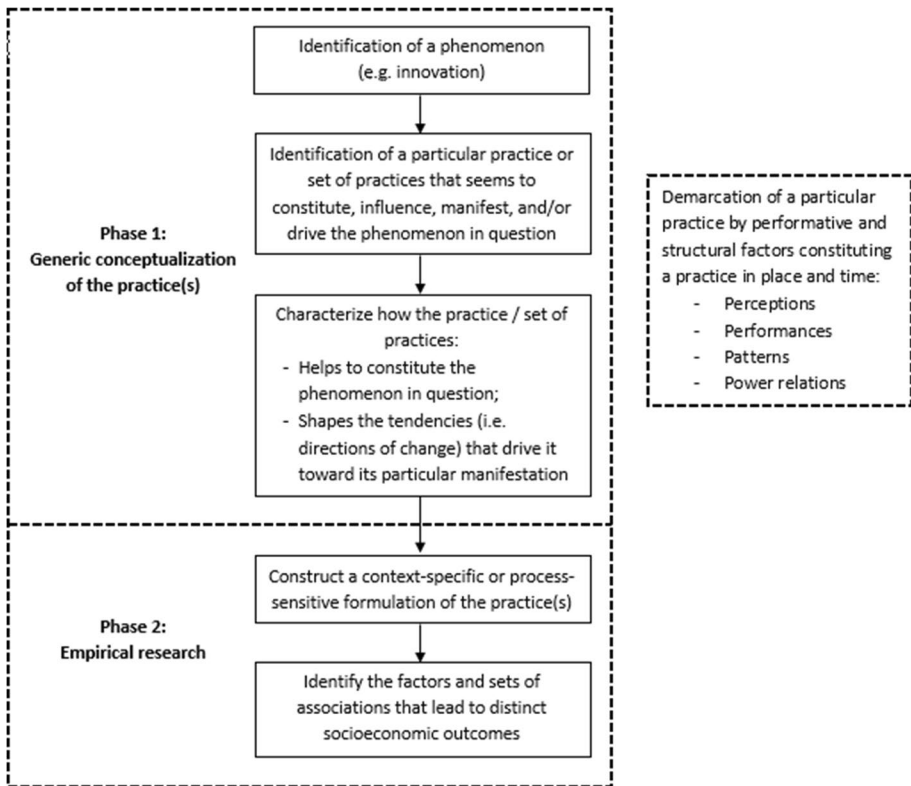 Identification of a phenomenon
(e.g. innovation)
Identification of a particular practice or
set of practices that seems to
constitute, influence, manifest, and/or
drive the phenomenon in question
Phase 1:
Generic conceptualization
of the practice(s)
Characterize how the practice / set of
practices:
- Helps to constitute the
phenomenon in question;
- Shapes the tendencies (i.e.
directions of change) that drive it
toward its particular manifestation
Demarcation of a particular
practice by performative and
structural factors constituting
a practice in place and time:
- Perceptions
- Performances
- Patterns
- Power relations
Phase 2:
Empirical research
Construct a context-specific or process-
sensitive formulation of the practice(s)
Identify the factors and sets of
associations that lead to distinct
socioeconomic outcomes